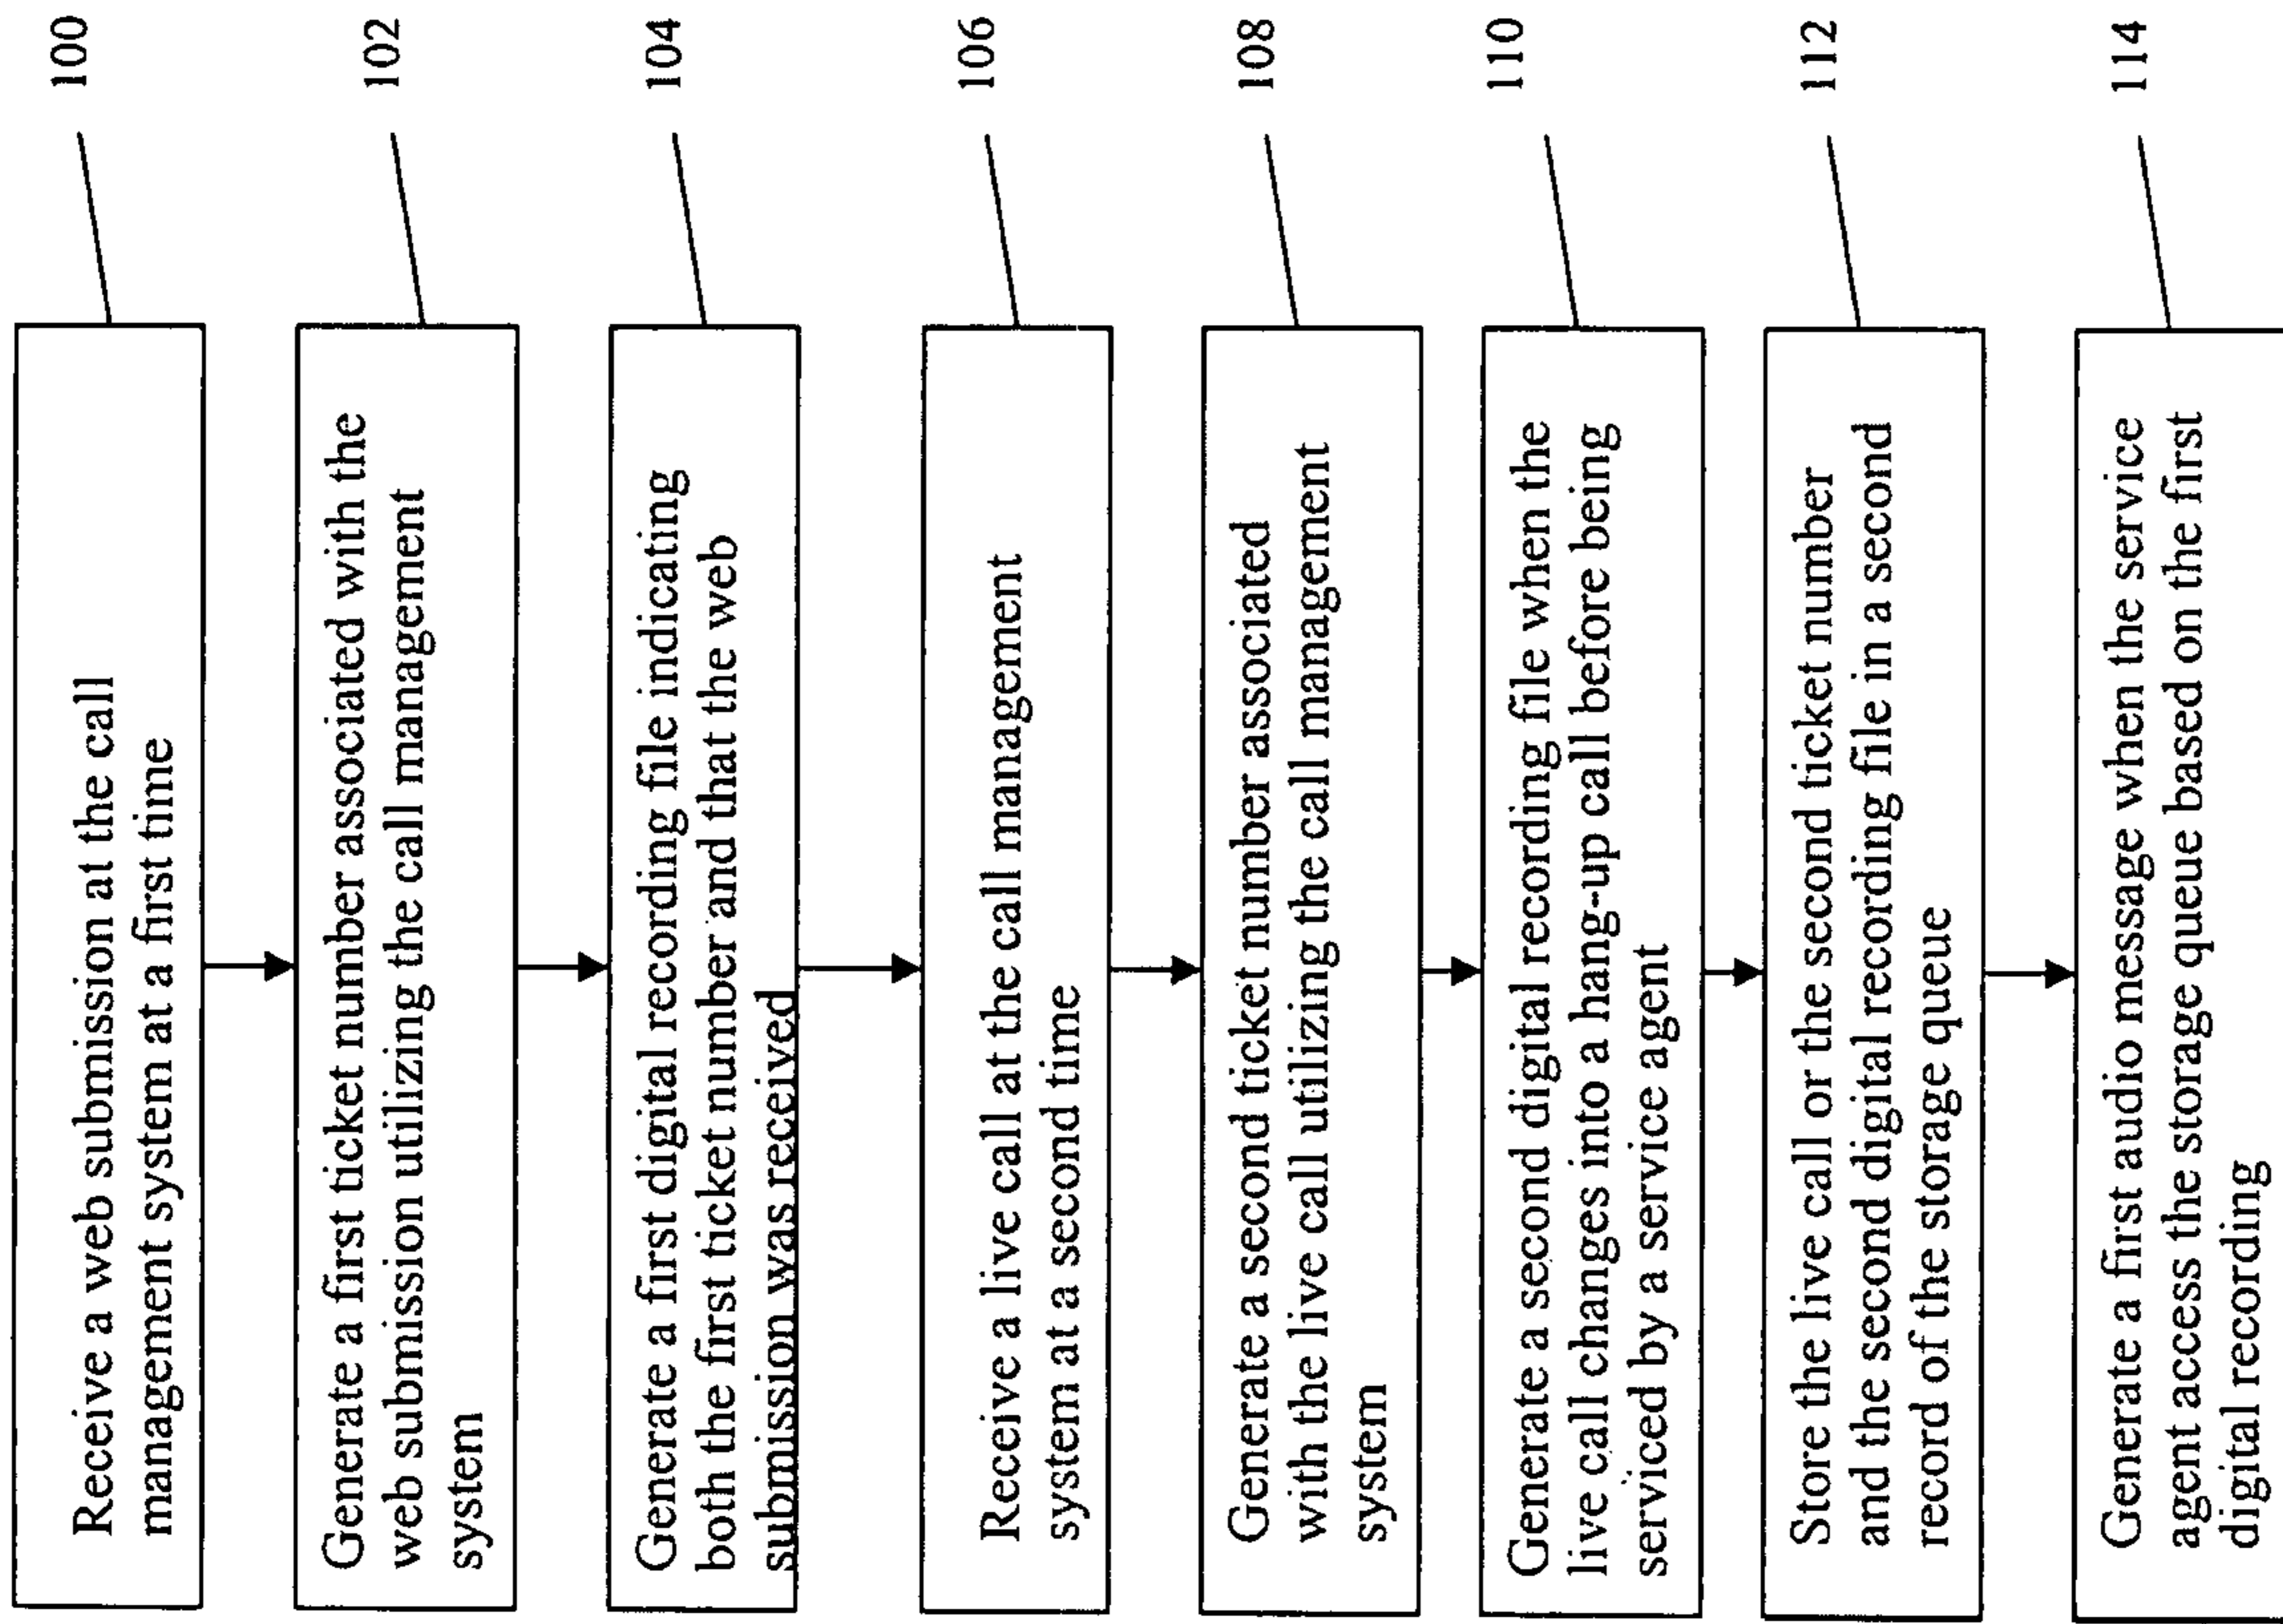 Receive a web submission at the call
management system at a first time
100
Generate a first ticket number associated with the
web submission utilizing the call management
system
102
Generate a first digital recording file indicating
both the first ticket number and that the web
submission was received
104
Receive a live call at the call management
system at a second time
106
Generate a second ticket number associated
with the live call utilizing the call management
system
108
Generate a second digital recording file when the
live call changes into a hang-up call before being
serviced by a service agent
110
Store the live call or the second ticket number
and the second digital recording file in a second
record of the storage queue
112
Generate a first audio message when the service
agent access the storage queue based on the first
digital recording
114